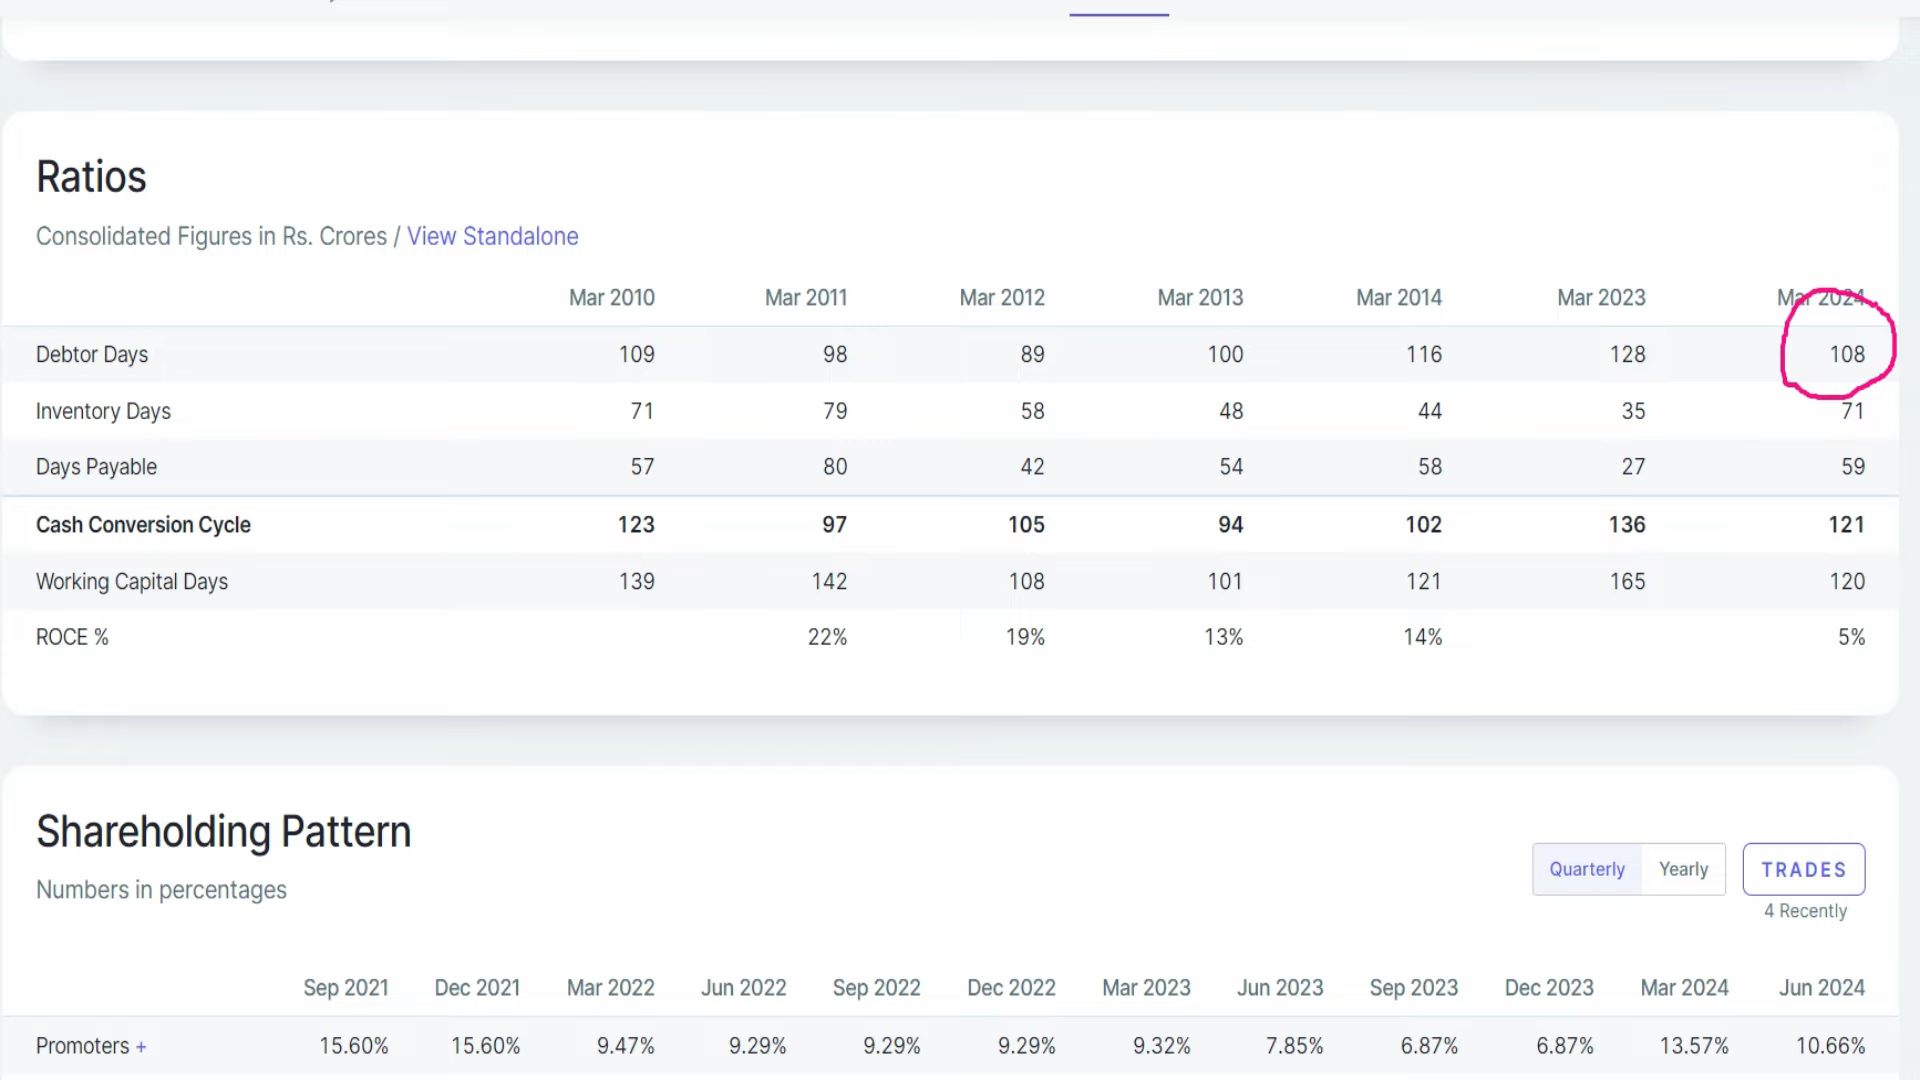 Ratios
Consolidated Figures in Rs. Crores / View Standalone
Mar 2010 Mar 2011 Mar 2012 Mar 2013 Mar 2014 Mar 2023 Mar 2024
Debtor Days 109 98 89 100 116 128 108
Inventory Days 71 79 58 48 44 35 71
Days Payable 57 80 42 54 58 27 59
Cash Conversion Cycle 123 97 105 94 102 136 121
Working Capital Days 139 142 108 101 121 165 120
ROCE % 22% 19% 13% 14% 5%
Shareholding Pattern
Numbers in percentages
Quarterly Yearly TRADES
4 Recently
Sep 2021 Dec 2021 Mar 2022 Jun 2022 Sep 2022 Dec 2022 Mar 2023 Jun 2023 Sep 2023 Dec 2023 Mar 2024 Jun 2024
Promoters + 15.60% 15.60% 9.47% 9.29% 9.29% 9.29% 9.32% 7.85% 6.87% 6.87% 13.57% 10.66%